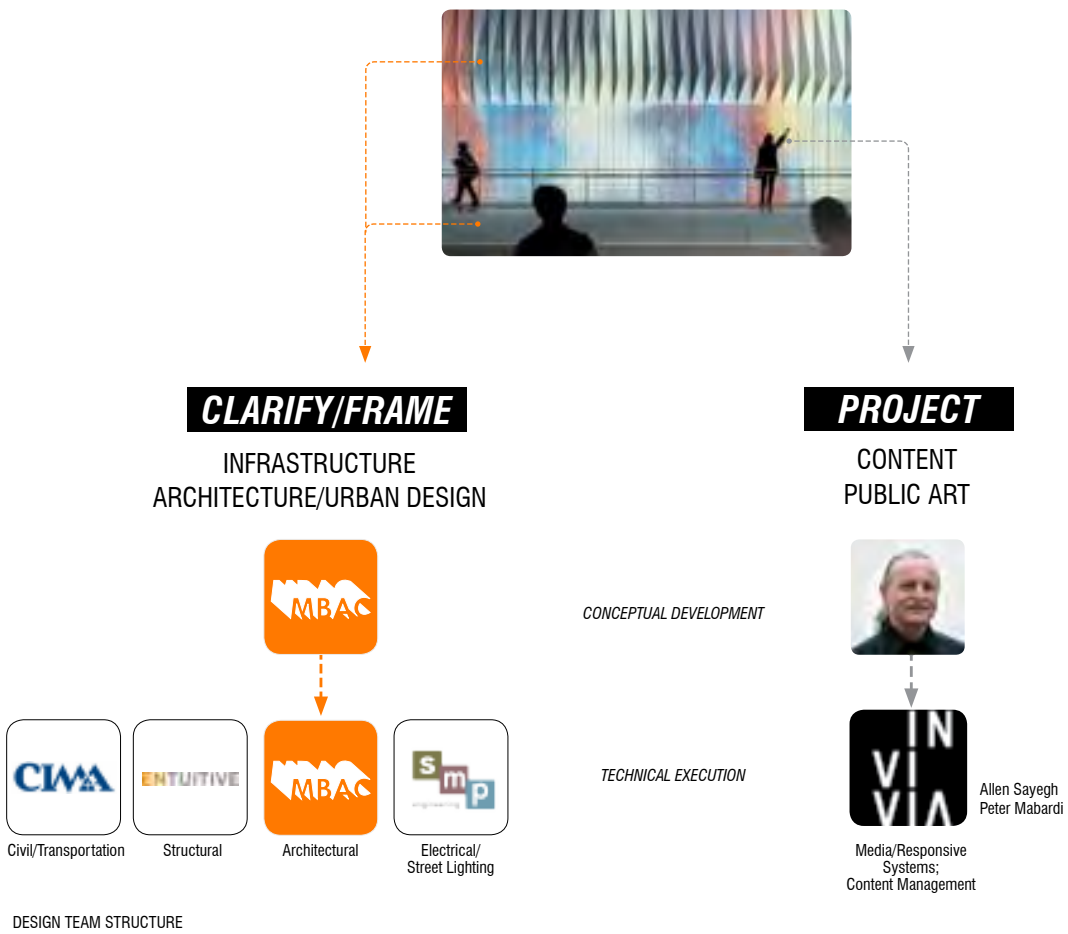 CLARIFY/FRAME
INFRASTRUCTURE
ARCHITECTURE/URBAN DESIGN
PROJECT
CONTENT
PUBLIC ART
MBAC
CONCEPTUAL DEVELOPMENT
CIMA
ENTUITIVE
MBAC
smp
engineering
TECHNICAL EXECUTION
IN
VI
VIA
Allen Sayegh
Peter Mabardi
Civil/Transportation
Structural
Architectural
Electrical/
Street Lighting
Media/Responsive
Systems;
Content Management
DESIGN TEAM STRUCTURE